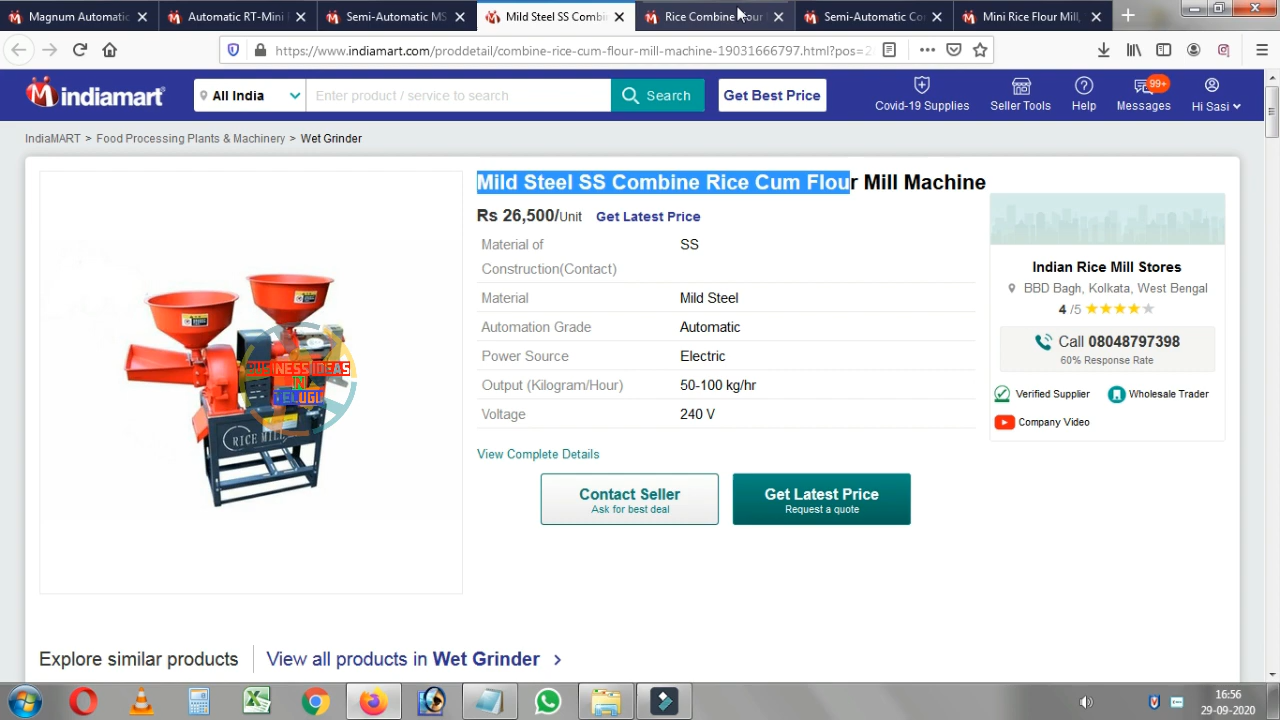 Magnum Automatic
Automatic RT-Mini
Semi-Automatic MS
Mild Steel SS Combin
Rice Combine Flour
Semi-Automatic Co
Mini Rice Flour Mill,
https://www.indiamart.com/proddetail/combine-rice-cum-flour-mill-machine-19031666797.html?pos=2
indiamart
All India
Enter product / service to search
Search
Get Best Price
Covid-19 Supplies
Seller Tools
Help
99+
Messages
Hi Sasi
IndiaMART > Food Processing Plants & Machinery > Wet Grinder
Mild Steel SS Combine Rice Cum Flour Mill Machine
Rs 26,500/Unit Get Latest Price
Material of Construction(Contact) SS
Material Mild Steel
Automation Grade Automatic
Power Source Electric
Output (Kilogram/Hour) 50-100 kg/hr
Voltage 240 V
View Complete Details
Contact Seller
Ask for best deal
Get Latest Price
Request a quote
Indian Rice Mill Stores
BBD Bagh, Kolkata, West Bengal
4 /5
Call 08048797398
60% Response Rate
Verified Supplier
Wholesale Trader
Company Video
BUSINESS IDEAS
IN
TELUGU
RICE MILL
Explore similar products
View all products in Wet Grinder >
16:56
29-09-2020